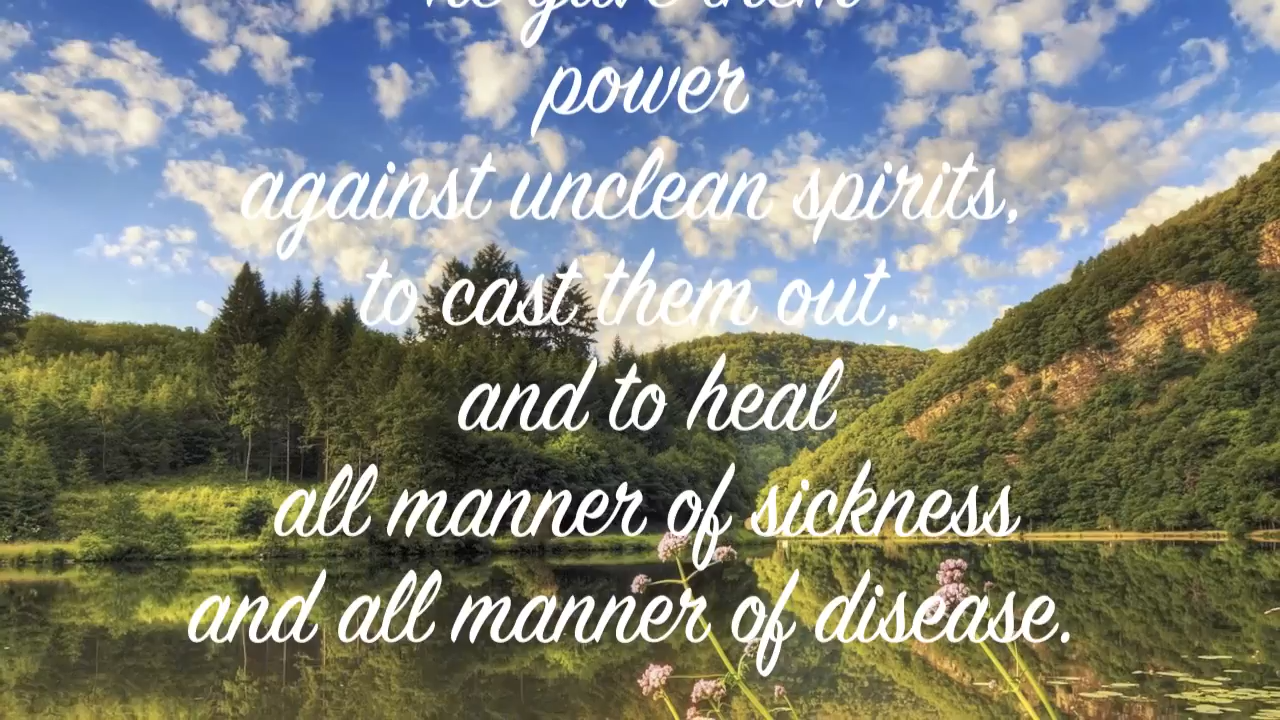 he gave them
power
against unclean spirits,
to cast them out,
and to heal
all manner of sickness
and all manner of disease.